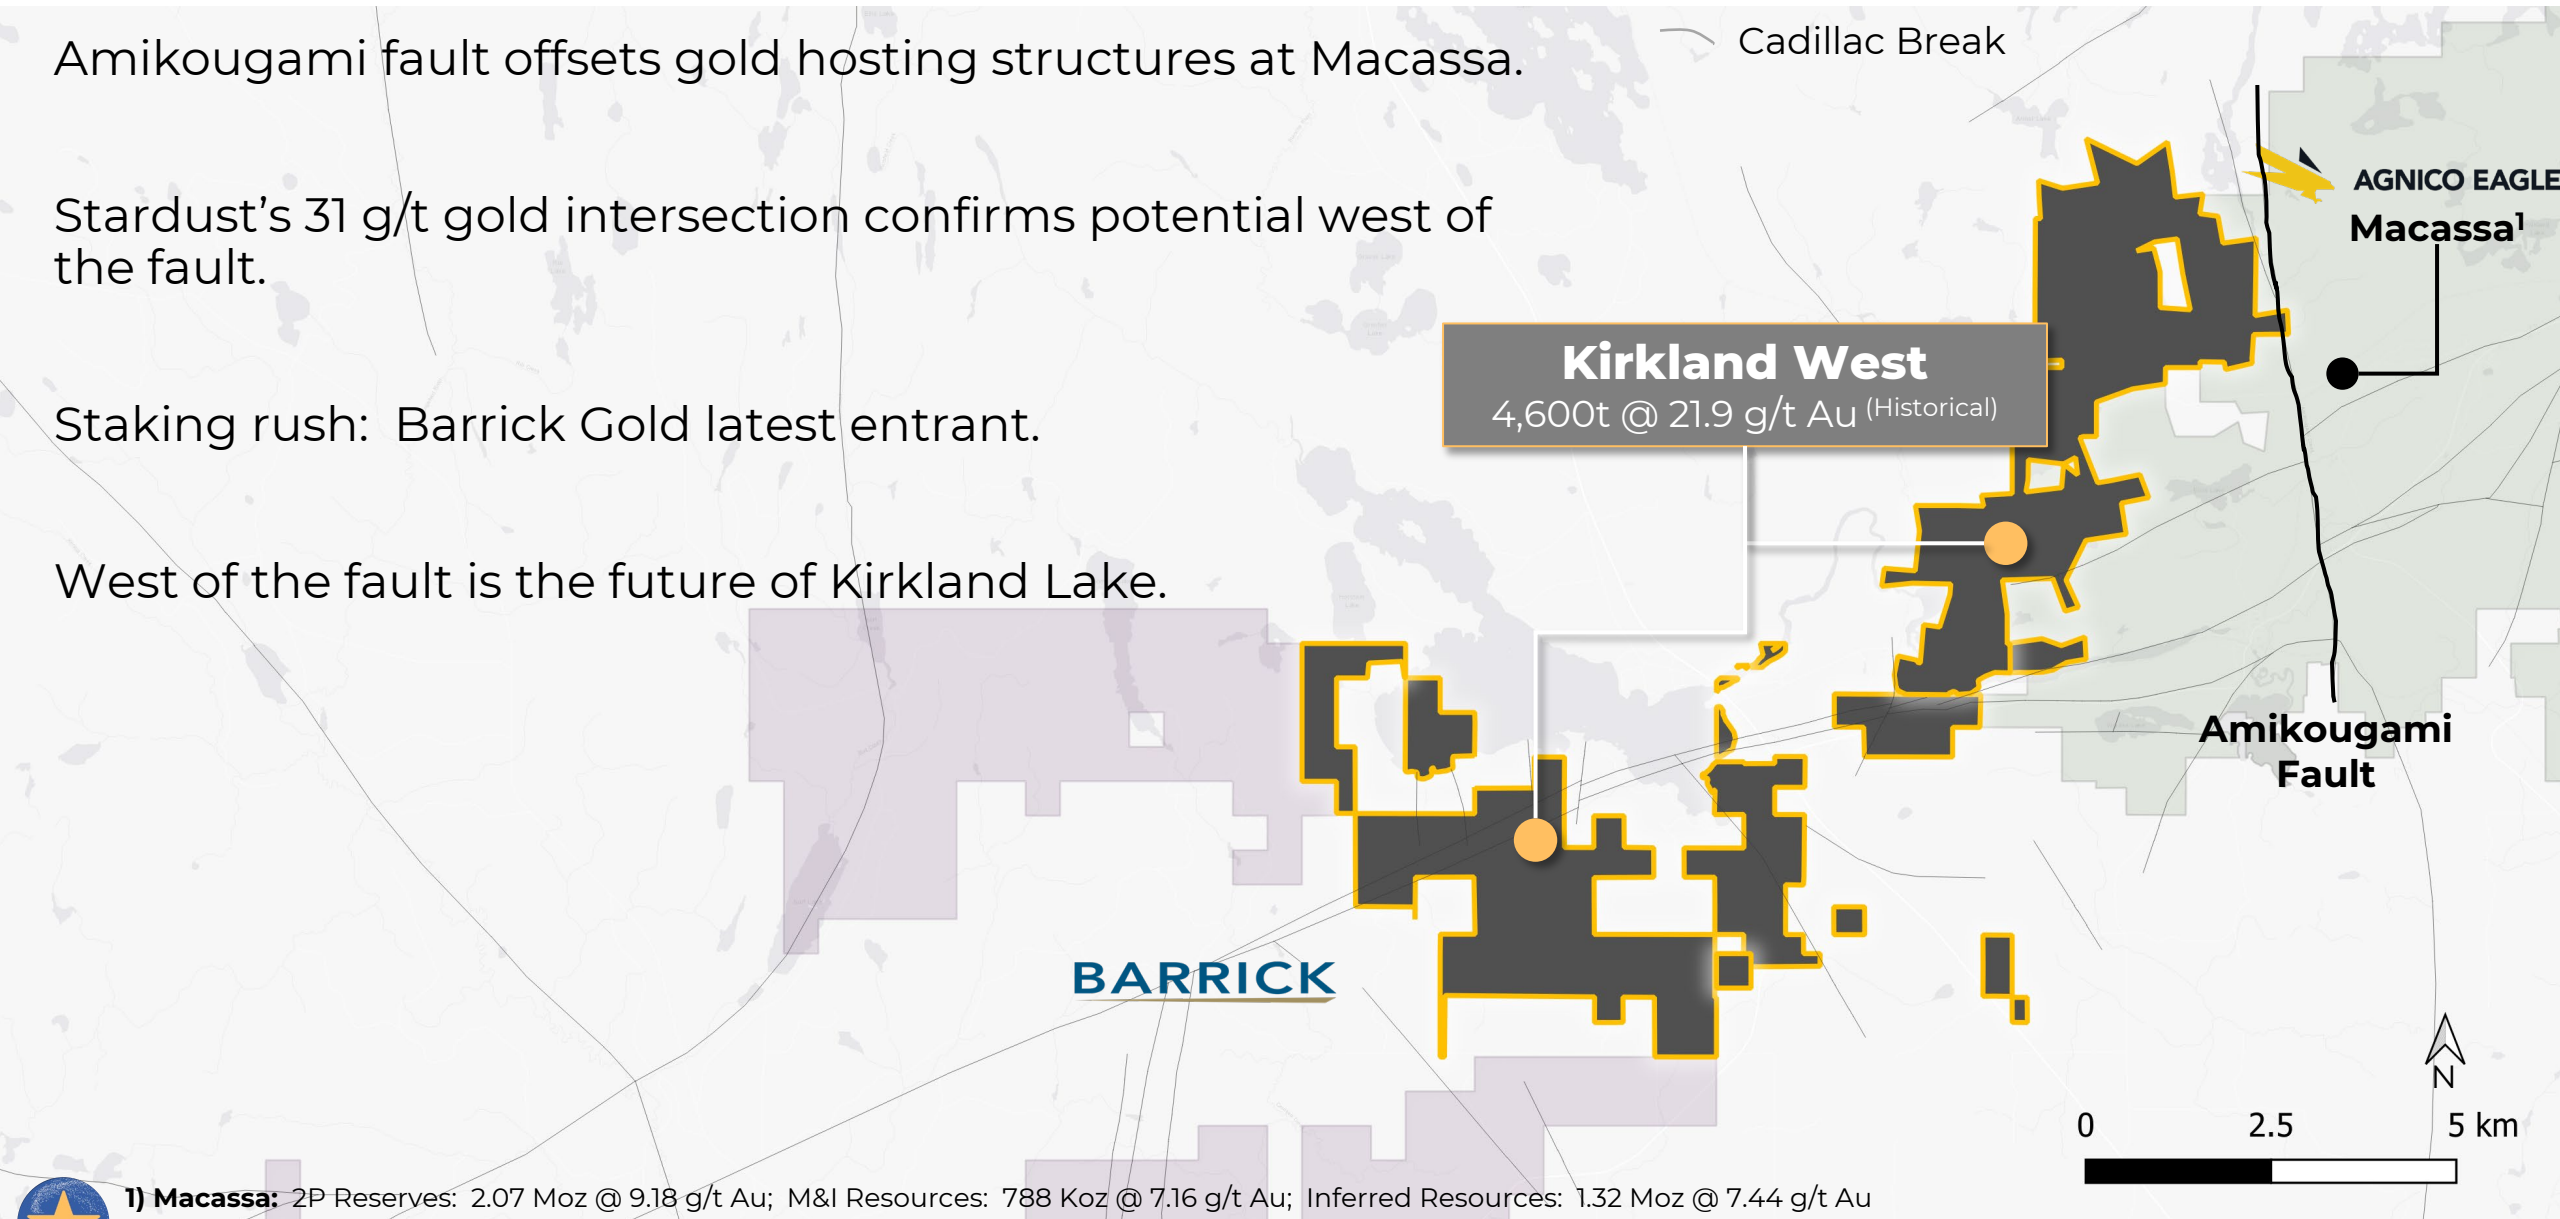 Amikougami fault offsets gold hosting structures at Macassa.
Cadillac Break
Stardust’s 31 g/t gold intersection confirms potential west of
the fault.
AGNICO EAGLE
Macassa¹
Kirkland West
4,600t @ 21.9 g/t Au (Historical)
Staking rush:  Barrick Gold latest entrant.
West of the fault is the future of Kirkland Lake.
Amikougami
Fault
BARRICK
N
0 2.5 5 km
1) Macassa:  2P Reserves:  2.07 Moz @ 9.18 g/t Au;  M&I Resources:  788 Koz @ 7.16 g/t Au;  Inferred Resources:  1.32 Moz @ 7.44 g/t Au